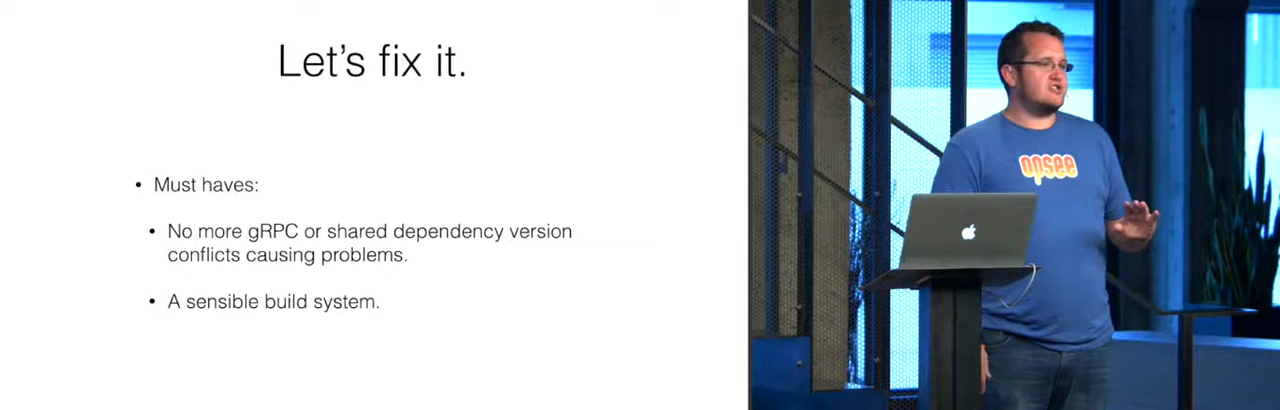 Let's fix it.
• Must haves:
• No more gRPC or shared dependency version
conflicts causing problems.
• A sensible build system.
opsee